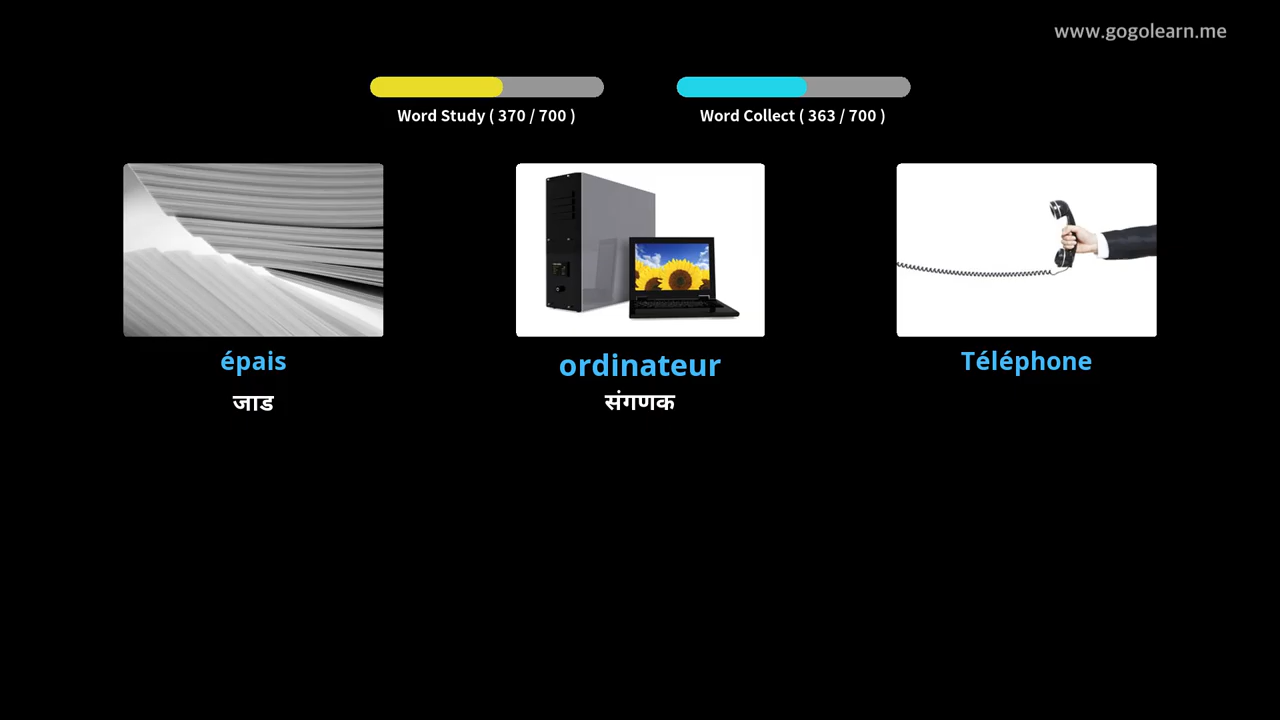 www.gogolearn.me
Word Study ( 370 / 700 )
Word Collect ( 363 / 700 )
épais
ordinateur
Téléphone
जाड
संगणक